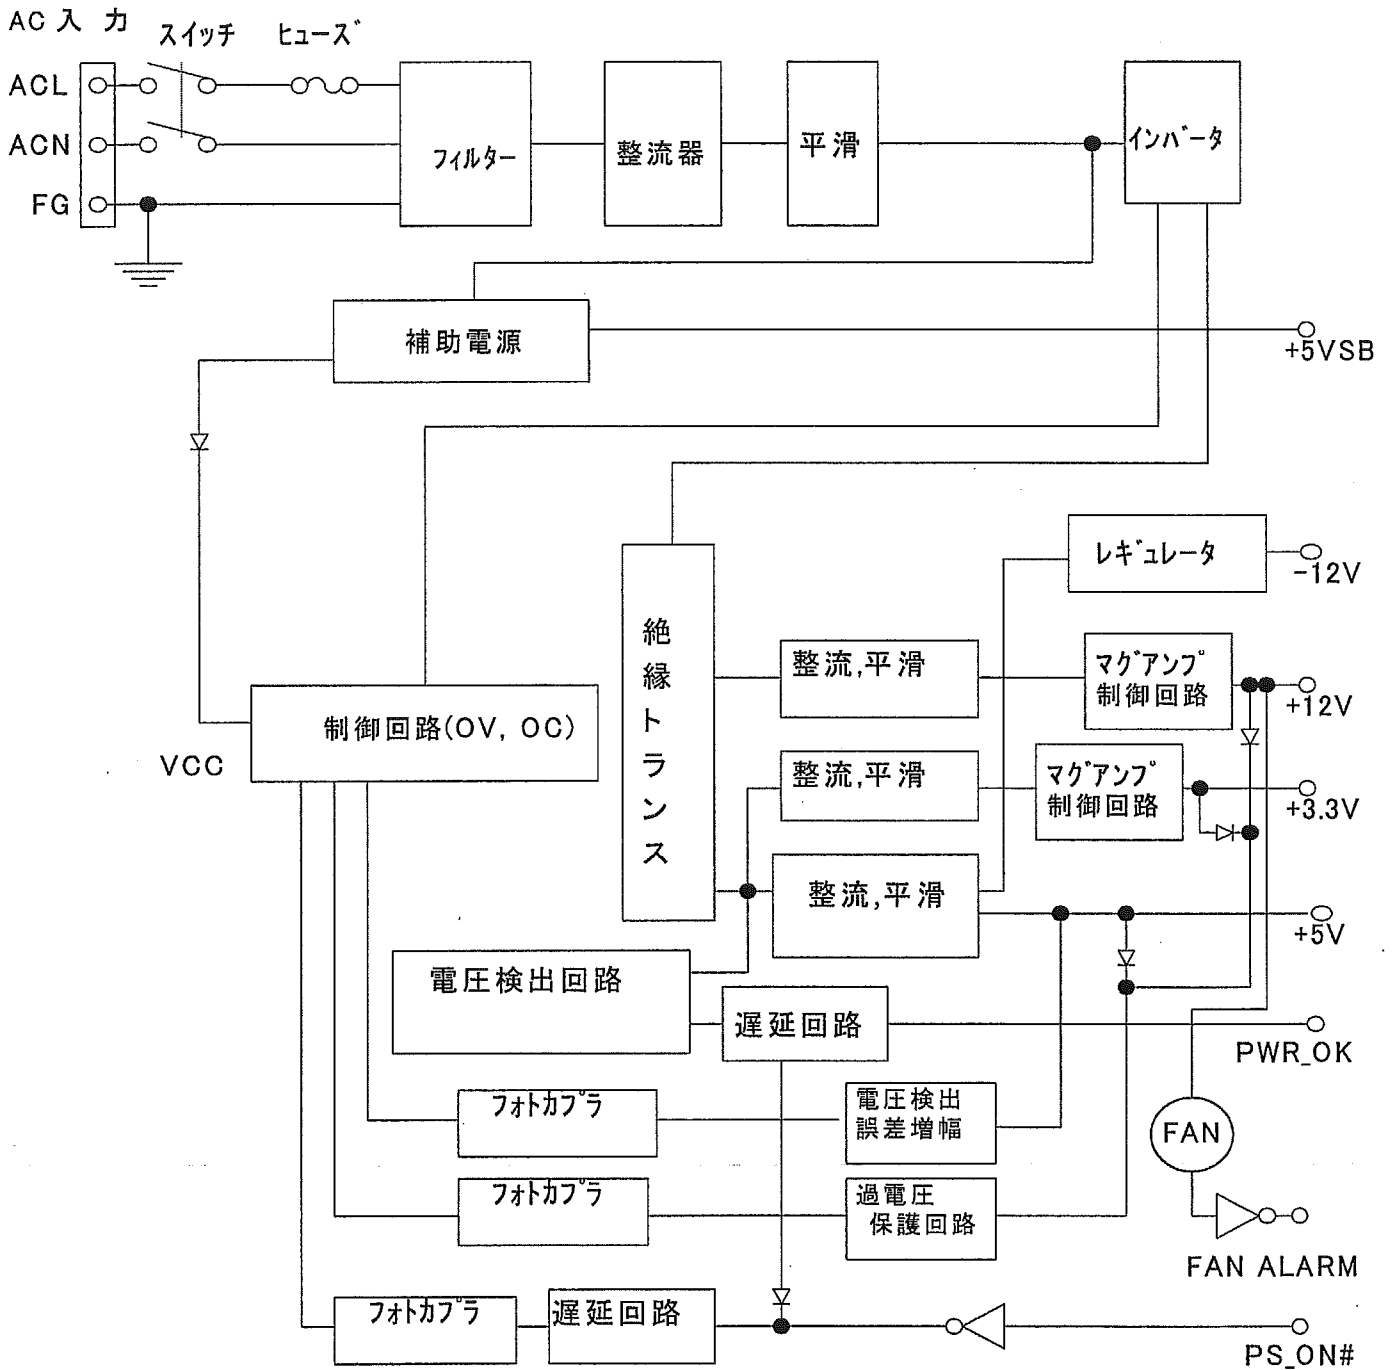 AC入力
スイッチ
ヒューズ
ACL
ACN
FG
フィルター
整流器
平滑
インバータ
補助電源
+5VSB
レギュレータ
-12V
絶縁トランス
整流,平滑
マグアンプ
制御回路
+12V
制御回路(OV, OC)
VCC
整流,平滑
マグアンプ
制御回路
+3.3V
整流,平滑
+5V
電圧検出回路
遅延回路
PWR_OK
フォトカプラ
電圧検出
誤差増幅
FAN
フォトカプラ
過電圧
保護回路
FAN ALARM
フォトカプラ
遅延回路
PS_ON#